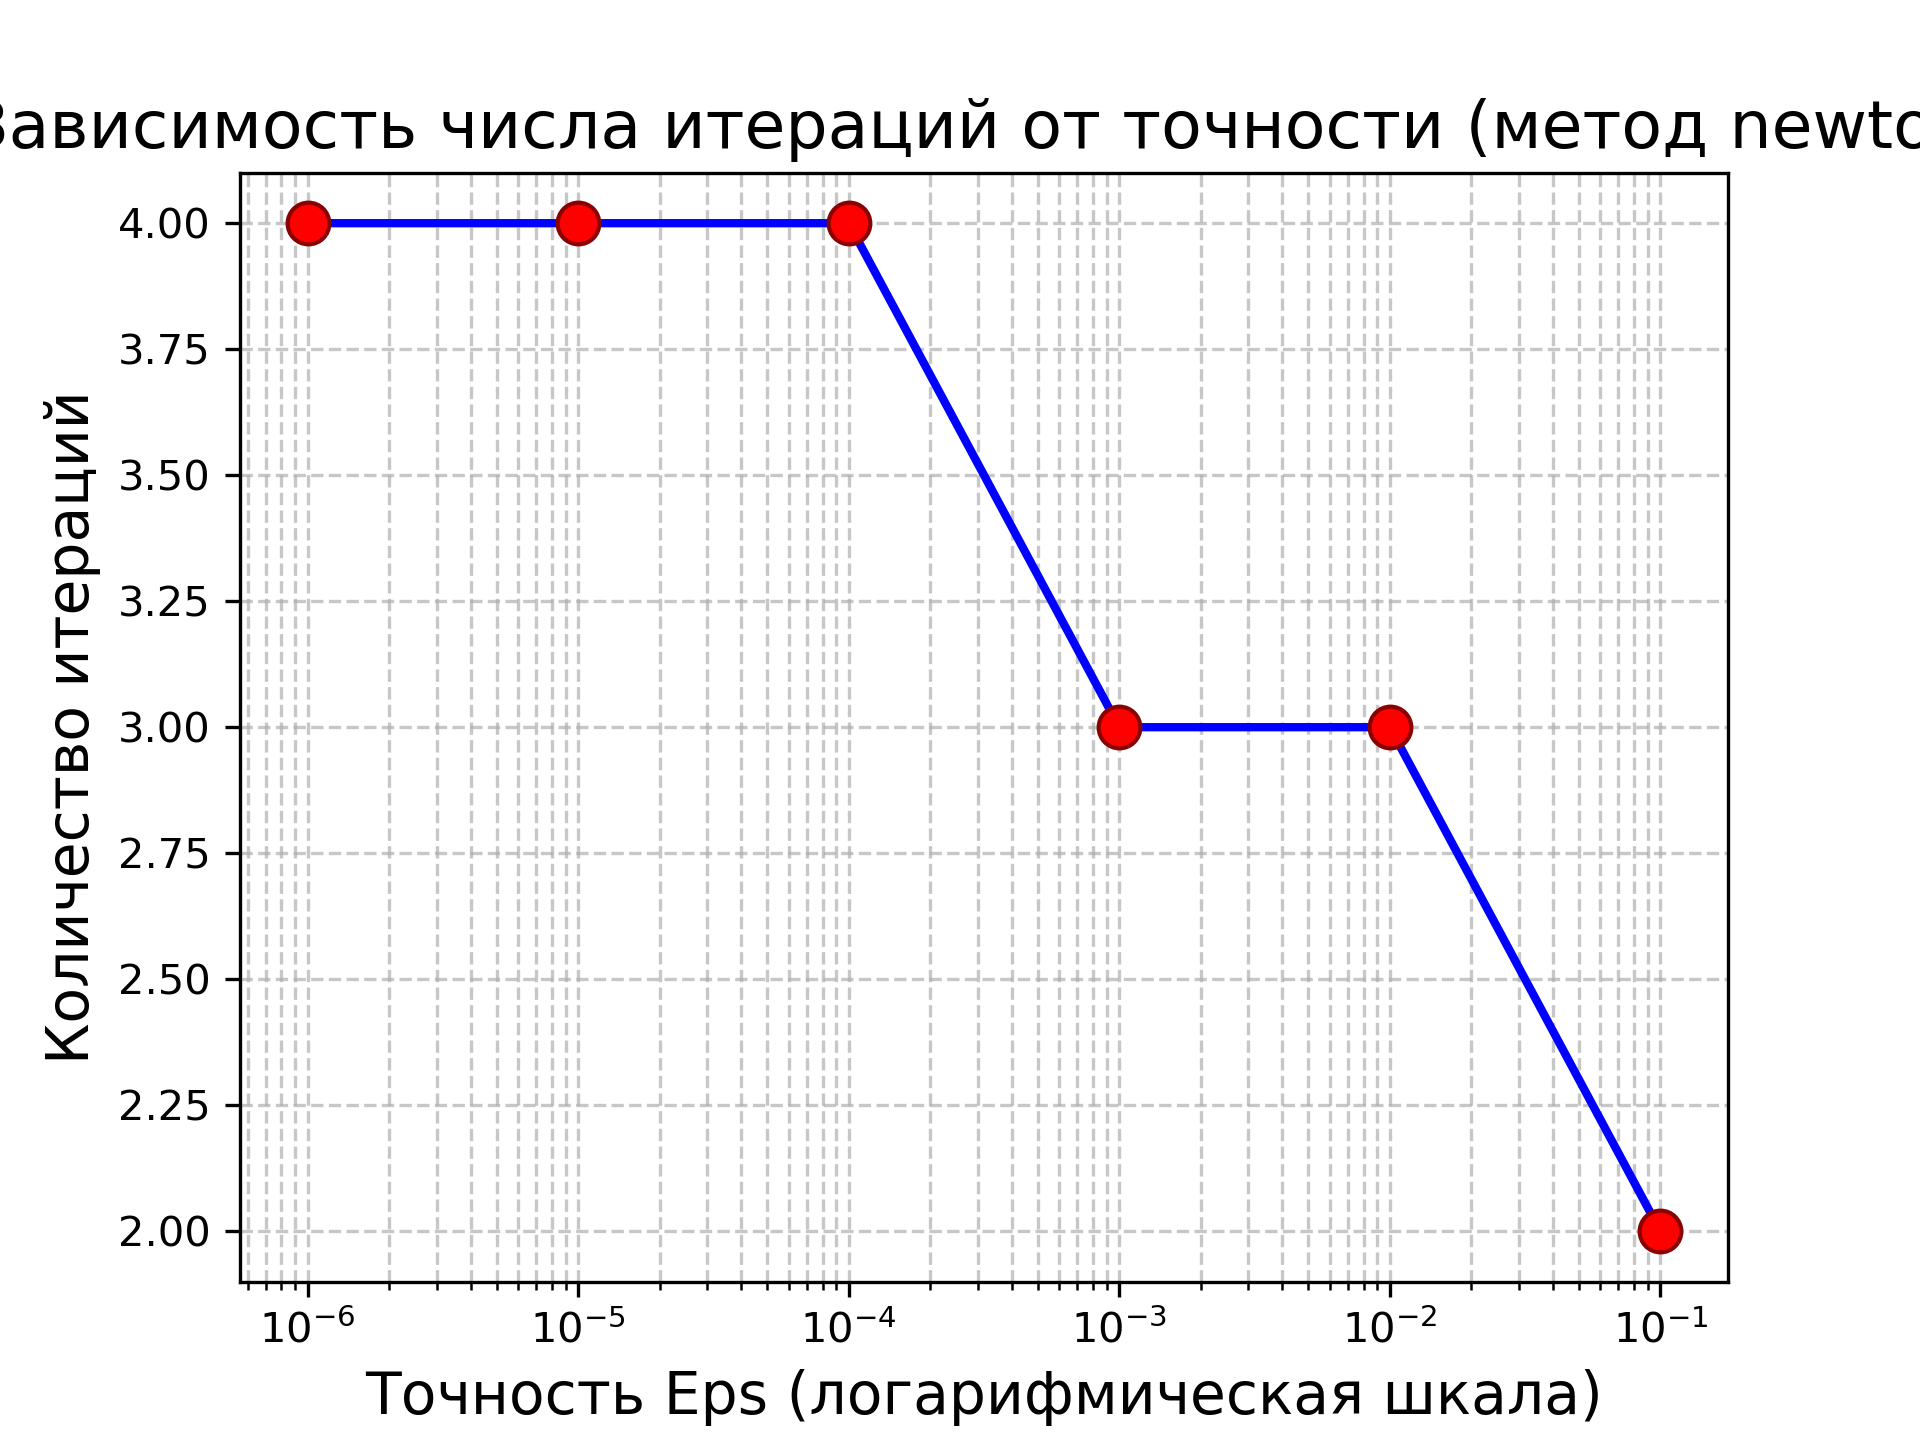 ависимость числа итераций от точности (метод newto
4.00
3.75
3.50
3.25
3.00
2.75
2.50
2.25
2.00
Количество итераций
10⁻⁶ 10⁻⁵ 10⁻⁴ 10⁻³ 10⁻² 10⁻¹
Точность Eps (логарифмическая шкала)